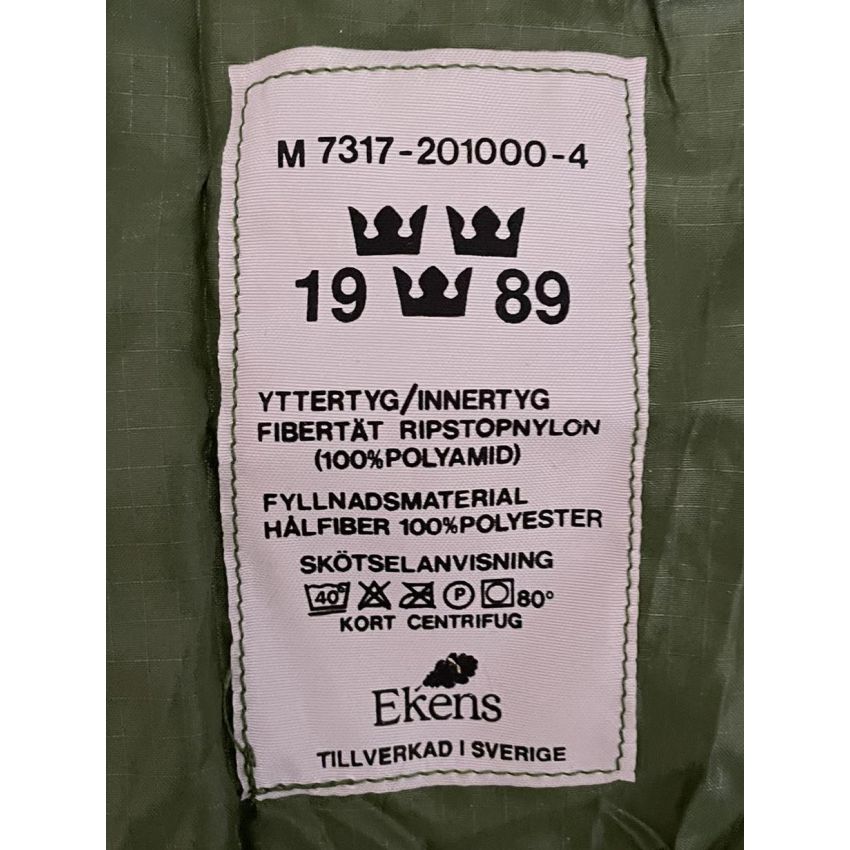 M 7317-201000-4
19 89
YTTERTYG/INNERTYG
FIBERTÄT RIPSTOPNYLON
(100%POLYAMID)
FYLLNADSMATERIAL
HÅLFIBER 100%POLYESTER
SKÖTSELANVISNING
40° P 80°
KORT CENTRIFUG
Ekens
TILLVERKAD I SVERIGE